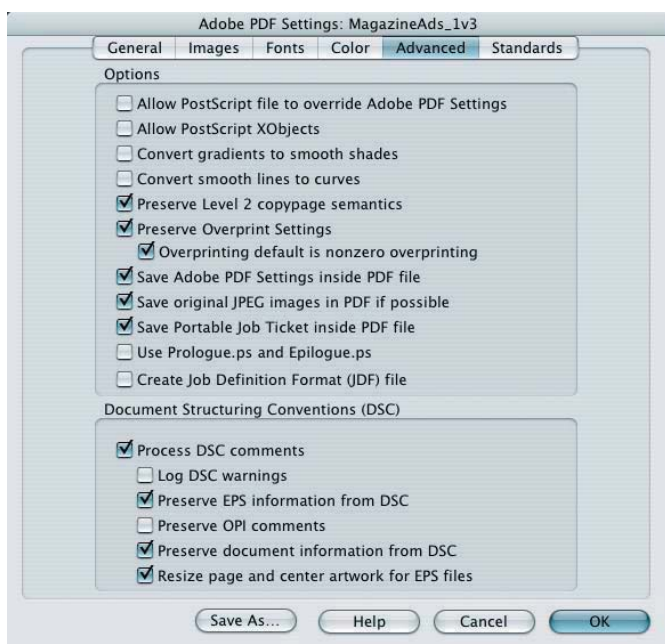 Adobe PDF Settings: MagazineAds_1v3
General Images Fonts Color Advanced Standards
Options
Allow PostScript file to override Adobe PDF Settings
Allow PostScript XObjects
Convert gradients to smooth shades
Convert smooth lines to curves
Preserve Level 2 copypage semantics
Preserve Overprint Settings
Overprinting default is nonzero overprinting
Save Adobe PDF Settings inside PDF file
Save original JPEG images in PDF if possible
Save Portable Job Ticket inside PDF file
Use Prologue.ps and Epilogue.ps
Create Job Definition Format (JDF) file
Document Structuring Conventions (DSC)
Process DSC comments
Log DSC warnings
Preserve EPS information from DSC
Preserve OPI comments
Preserve document information from DSC
Resize page and center artwork for EPS files
Save As... Help Cancel OK